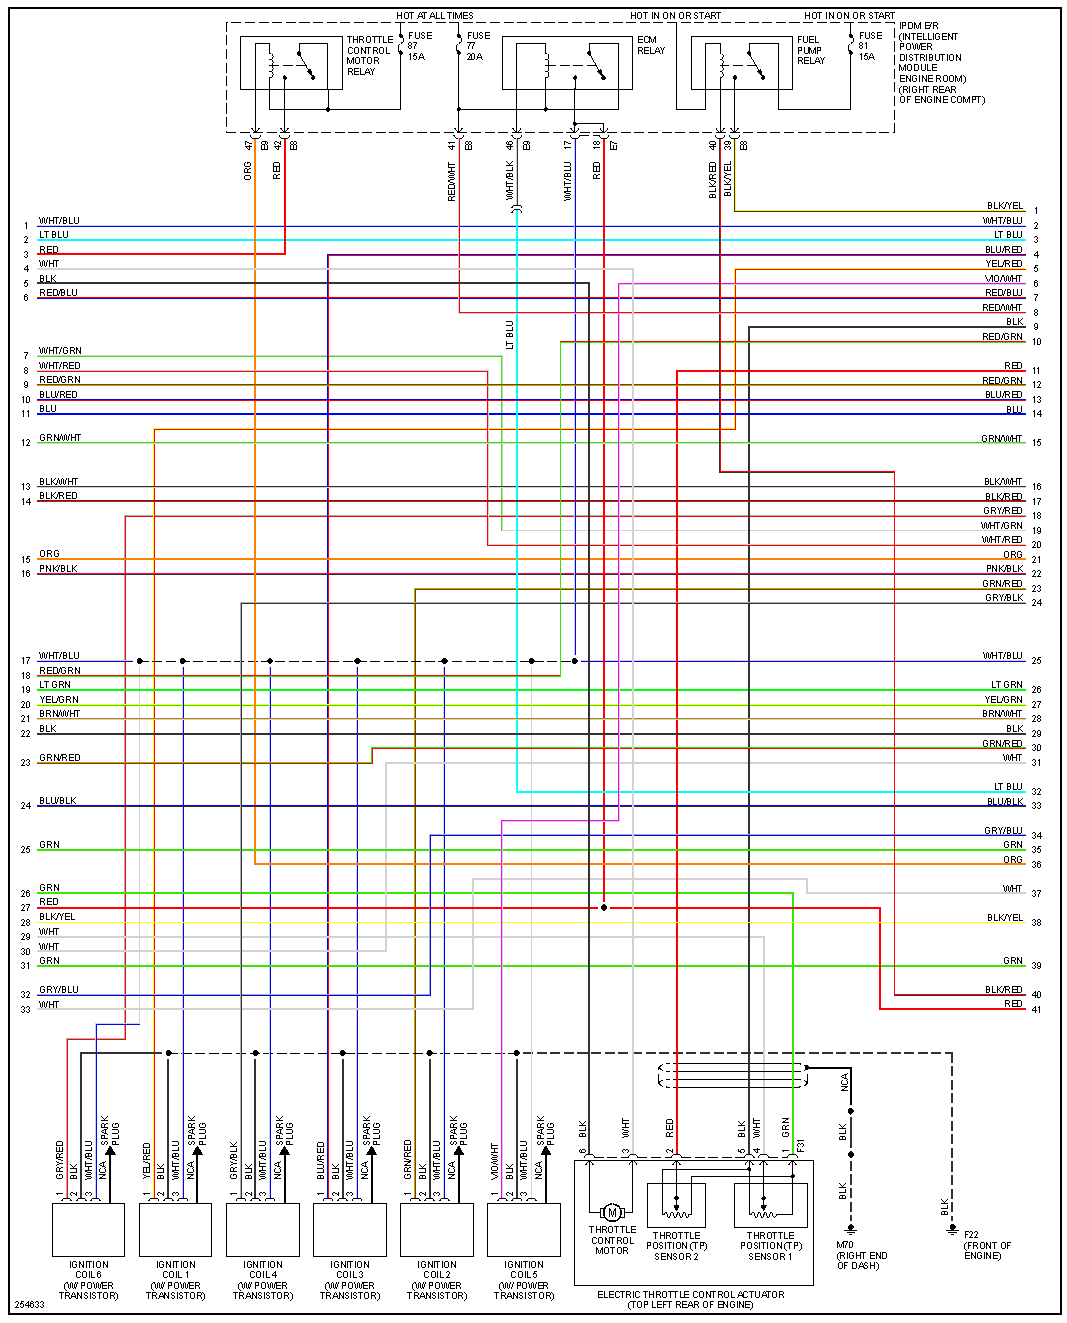 HOT AT ALL TIMES
HOT IN ON OR START
HOT IN ON OR START
THROTTLE
CONTROL
MOTOR
RELAY
FUSE
87
15A
FUSE
77
20A
ECM
RELAY
FUEL
PUMP
RELAY
FUSE
81
15A
IPDM E/R
(INTELLIGENT
POWER
DISTRIBUTION
MODULE
ENGINE ROOM)
(RIGHT REAR
OF ENGINE COMPT)
47
E9
42
E8
41
E8
46
E9
17
18
E7
40
39
E8
ORG
RED
RED/WHT
WHT/BLK
WHT/BLU
RED
BLK/RED
BLK/YEL
LT BLU
1 WHT/BLU
2 LT BLU
3 RED
4 WHT
5 BLK
6 RED/BLU
7 WHT/GRN
8 WHT/RED
9 RED/GRN
10 BLU/RED
11 BLU
12 GRN/WHT
13 BLK/WHT
14 BLK/RED
15 ORG
16 PNK/BLK
17 WHT/BLU
18 RED/GRN
19 LT GRN
20 YEL/GRN
21 BRN/WHT
22 BLK
23 GRN/RED
24 BLU/BLK
25 GRN
26 GRN
27 RED
28 BLK/YEL
29 WHT
30 WHT
31 GRN
32 GRY/BLU
33 WHT
BLK/YEL 1
WHT/BLU 2
LT BLU 3
BLU/RED 4
YEL/RED 5
VIO/WHT 6
RED/BLU 7
RED/WHT 8
BLK 9
RED/GRN 10
RED 11
RED/GRN 12
BLU/RED 13
BLU 14
GRN/WHT 15
BLK/WHT 16
BLK/RED 17
GRY/RED 18
WHT/GRN 19
WHT/RED 20
ORG 21
PNK/BLK 22
GRN/RED 23
GRY/BLK 24
WHT/BLU 25
LT GRN 26
YEL/GRN 27
BRN/WHT 28
BLK 29
GRN/RED 30
WHT 31
LT BLU 32
BLU/BLK 33
GRY/BLU 34
GRN 35
ORG 36
WHT 37
BLK/YEL 38
GRN 39
BLK/RED 40
RED 41
1 GRY/RED
2 BLK
3 WHT/BLU
NCA
SPARK
PLUG
1 YEL/RED
2 BLK
3 WHT/BLU
NCA
SPARK
PLUG
1 GRY/BLK
2 BLK
3 WHT/BLU
NCA
SPARK
PLUG
1 BLU/RED
2 BLK
3 WHT/BLU
NCA
SPARK
PLUG
1 GRN/RED
2 BLK
3 WHT/BLU
NCA
SPARK
PLUG
1 VIO/WHT
2 BLK
3 WHT/BLU
NCA
SPARK
PLUG
6 BLK
3 WHT
2 RED
5 BLK
4 WHT
1 GRN
F31
NCA
BLK
BLK
BLK
IGNITION
COIL 6
(W/ POWER
TRANSISTOR)
IGNITION
COIL 1
(W/ POWER
TRANSISTOR)
IGNITION
COIL 4
(W/ POWER
TRANSISTOR)
IGNITION
COIL 3
(W/ POWER
TRANSISTOR)
IGNITION
COIL 2
(W/ POWER
TRANSISTOR)
IGNITION
COIL 5
(W/ POWER
TRANSISTOR)
M
THROTTLE
CONTROL
MOTOR
THROTTLE
POSITION (TP)
SENSOR 2
THROTTLE
POSITION (TP)
SENSOR 1
ELECTRIC THROTTLE CONTROL ACTUATOR
(TOP LEFT REAR OF ENGINE)
M70
(RIGHT END
OF DASH)
F22
(FRONT OF
ENGINE)
254633